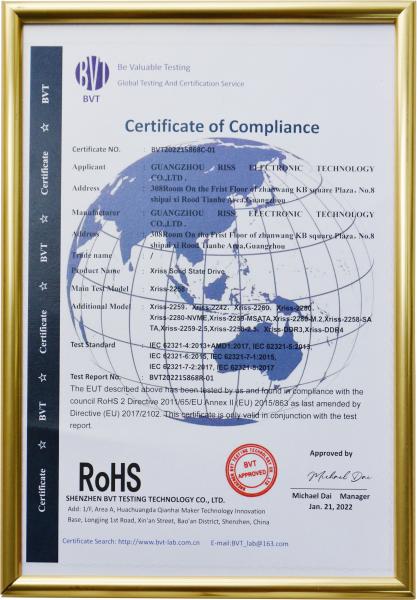 BVT
Be Valuable Testing
Global Testing And Certification Service
BVT
Certificate of Compliance
Certificate NO. : BVT202215868C-01
Applicant : GUANGZHOU RISS ELECTRONIC TECHNOLOGY
CO.,LTD .
Address : 308Room On the Frist Floor of zhanwang KB square Plaza, No.8
shipai xi Rood Tianhe Area,Guangzhou
Manufacturer : GUANGZHOU RISS ELECTRONIC TECHNOLOGY
CO.,LTD .
Address : 308Room On the Frist Floor of zhanwang KB square Plaza, No.8
shipai xi Rood Tianhe Area,Guangzhou
Trade name : /
Product Name : Xriss Solid State Drive
Main Test Model : Xriss-2258
Additional Model : Xriss-2259, Xriss-2242, Xriss-2260, Xriss-2280,
Xriss-2280-NVME,Xriss-2259-MSATA,Xriss-2280-M.2,Xriss-2258-SA
TA,Xriss-2259-2.5,Xriss-2258-2.5, Xriss-DDR3,Xriss-DDR4
Test Standard : IEC 62321-4:2013+AMD1:2017, IEC 62321-5:2013,
IEC 62321-6:2015, IEC 62321-7-1:2015,
IEC 62321-7-2:2017, IEC 62321-8:2017
Test Report No. : BVT202215868R-01
The EUT described above has been tested by us and found in compliance with the
council RoHS 2 Directive 2011/65/EU Annex II (EU) 2015/863 as last amended by
Directive (EU) 2017/2102. This certificate is only valid in conjunction with the test
report.
RoHS
BVT
APPROVED
Approved by
Michael Dai
Michael Dai Manager
Jan. 21, 2022
SHENZHEN BVT TESTING TECHNOLOGY CO., LTD.
Add: 1/F, Area A, Huachuangda Qianhai Maker Technology Innovation
Base, Longjing 1st Road, Xin'an Street, Bao'an District, Shenzhen, China
Certificate Search: http://www.bvt-lab.com.cn E-mail:BVT_lab@163.com
Certificate ☆ BVT ☆ Certificate ☆ BVT ☆ Certificate ☆ BVT ☆ Certificate ☆ BVT